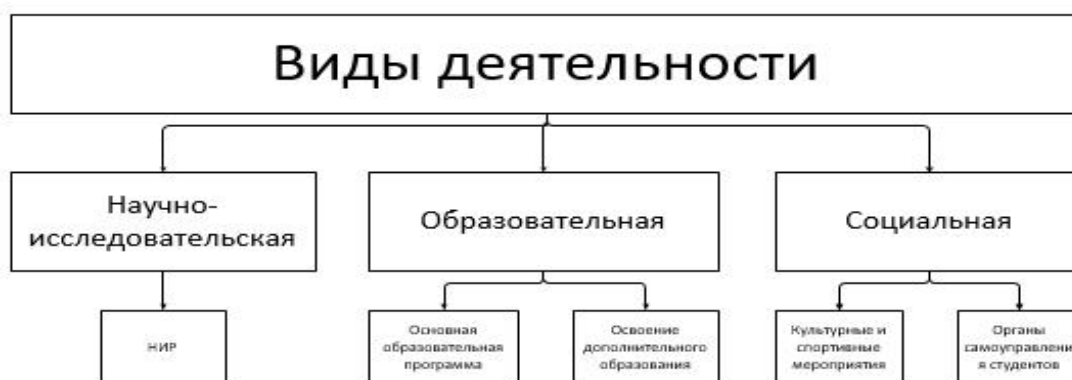 Виды деятельности
Научно-
исследовательская
Образовательная
Социальная
НИР
Основная
образовательная
программа
Освоение
дополнительного
образования
Культурные и
спортивные
мероприятия
Органы
самоуправлени
я студентов